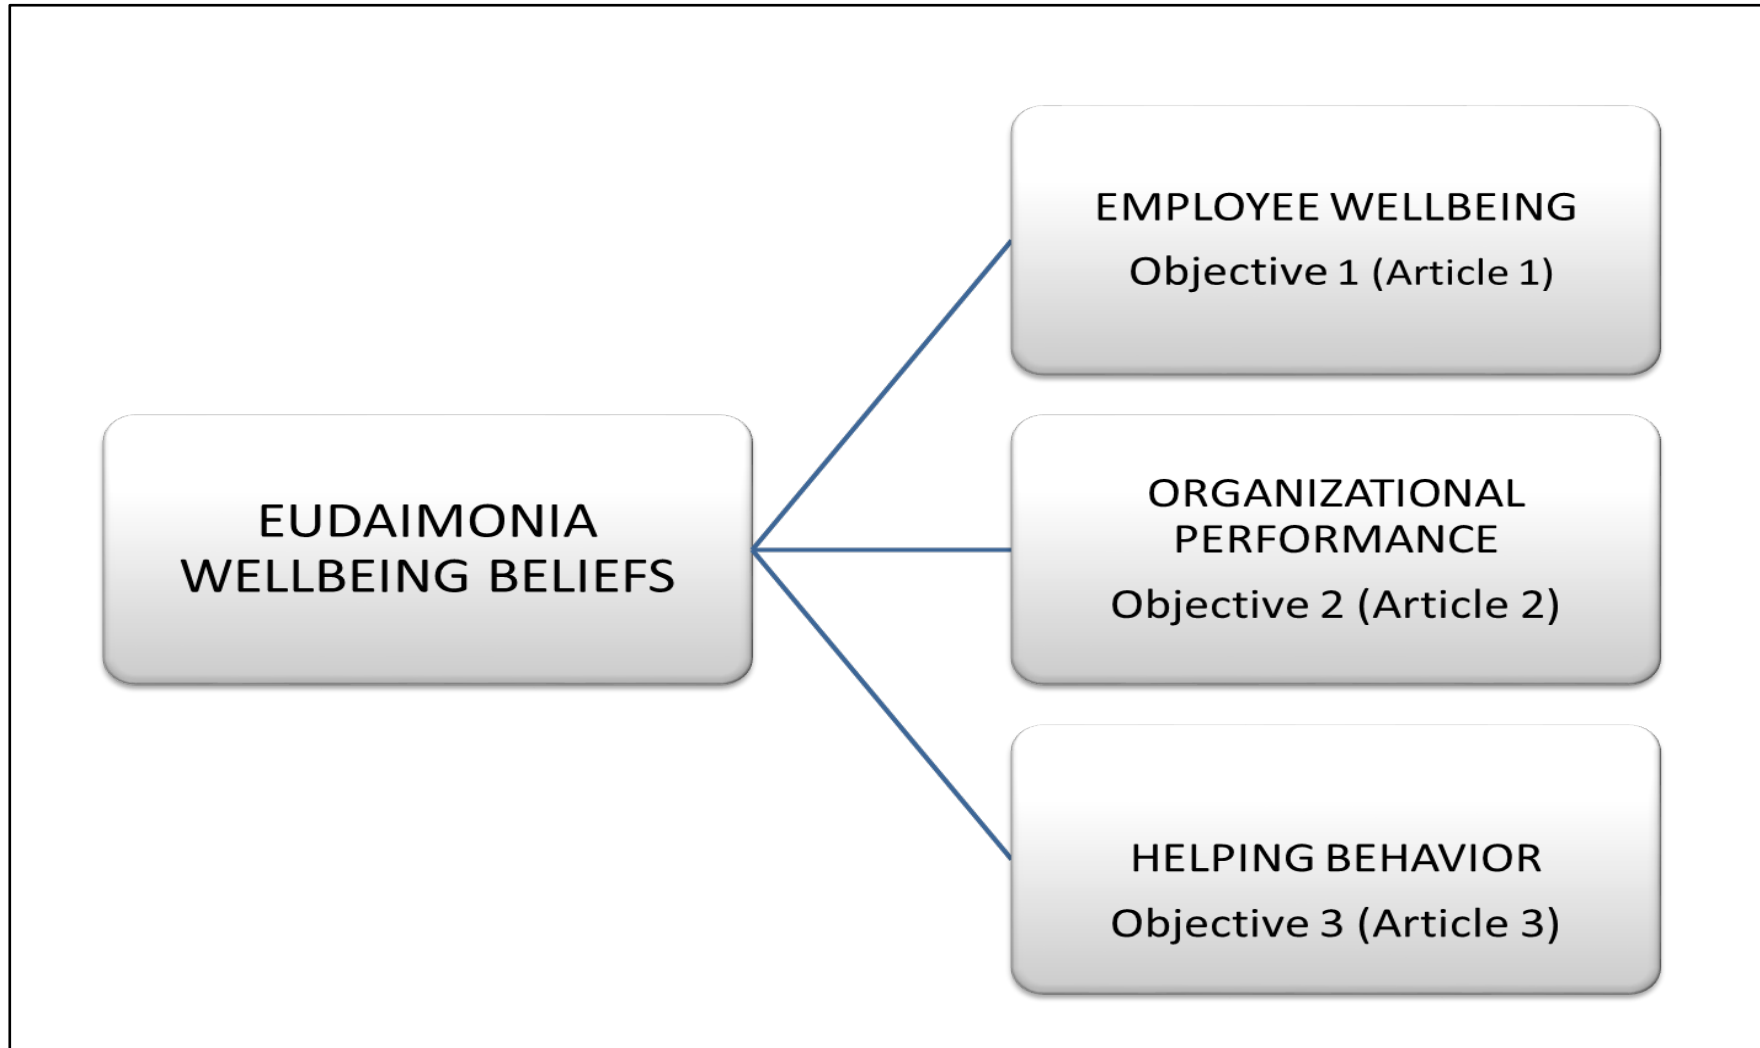 EUDAIMONIA
WELLBEING BELIEFS
EMPLOYEE WELLBEING
Objective 1 (Article 1)
ORGANIZATIONAL
PERFORMANCE
Objective 2 (Article 2)
HELPING BEHAVIOR
Objective 3 (Article 3)